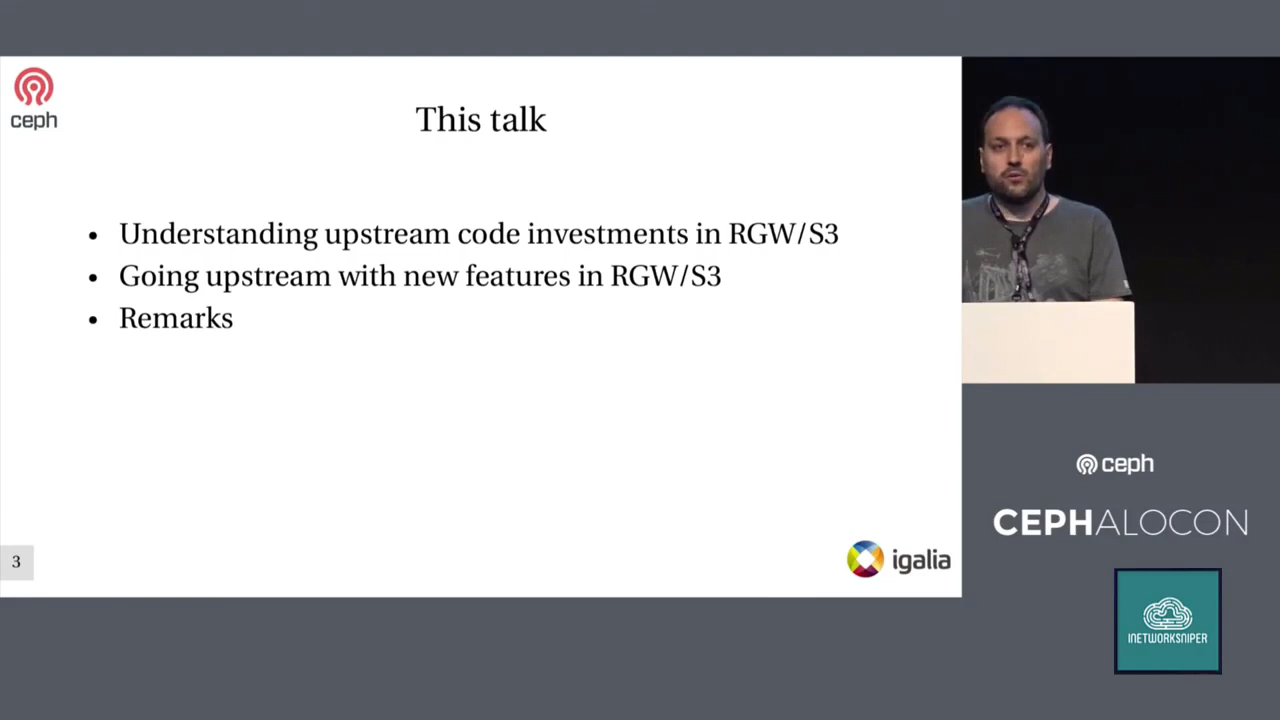 ceph
This talk
• Understanding upstream code investments in RGW/S3
• Going upstream with new features in RGW/S3
• Remarks
3
igalia
ceph
CEPHALOCON
INETWORKSNIPER